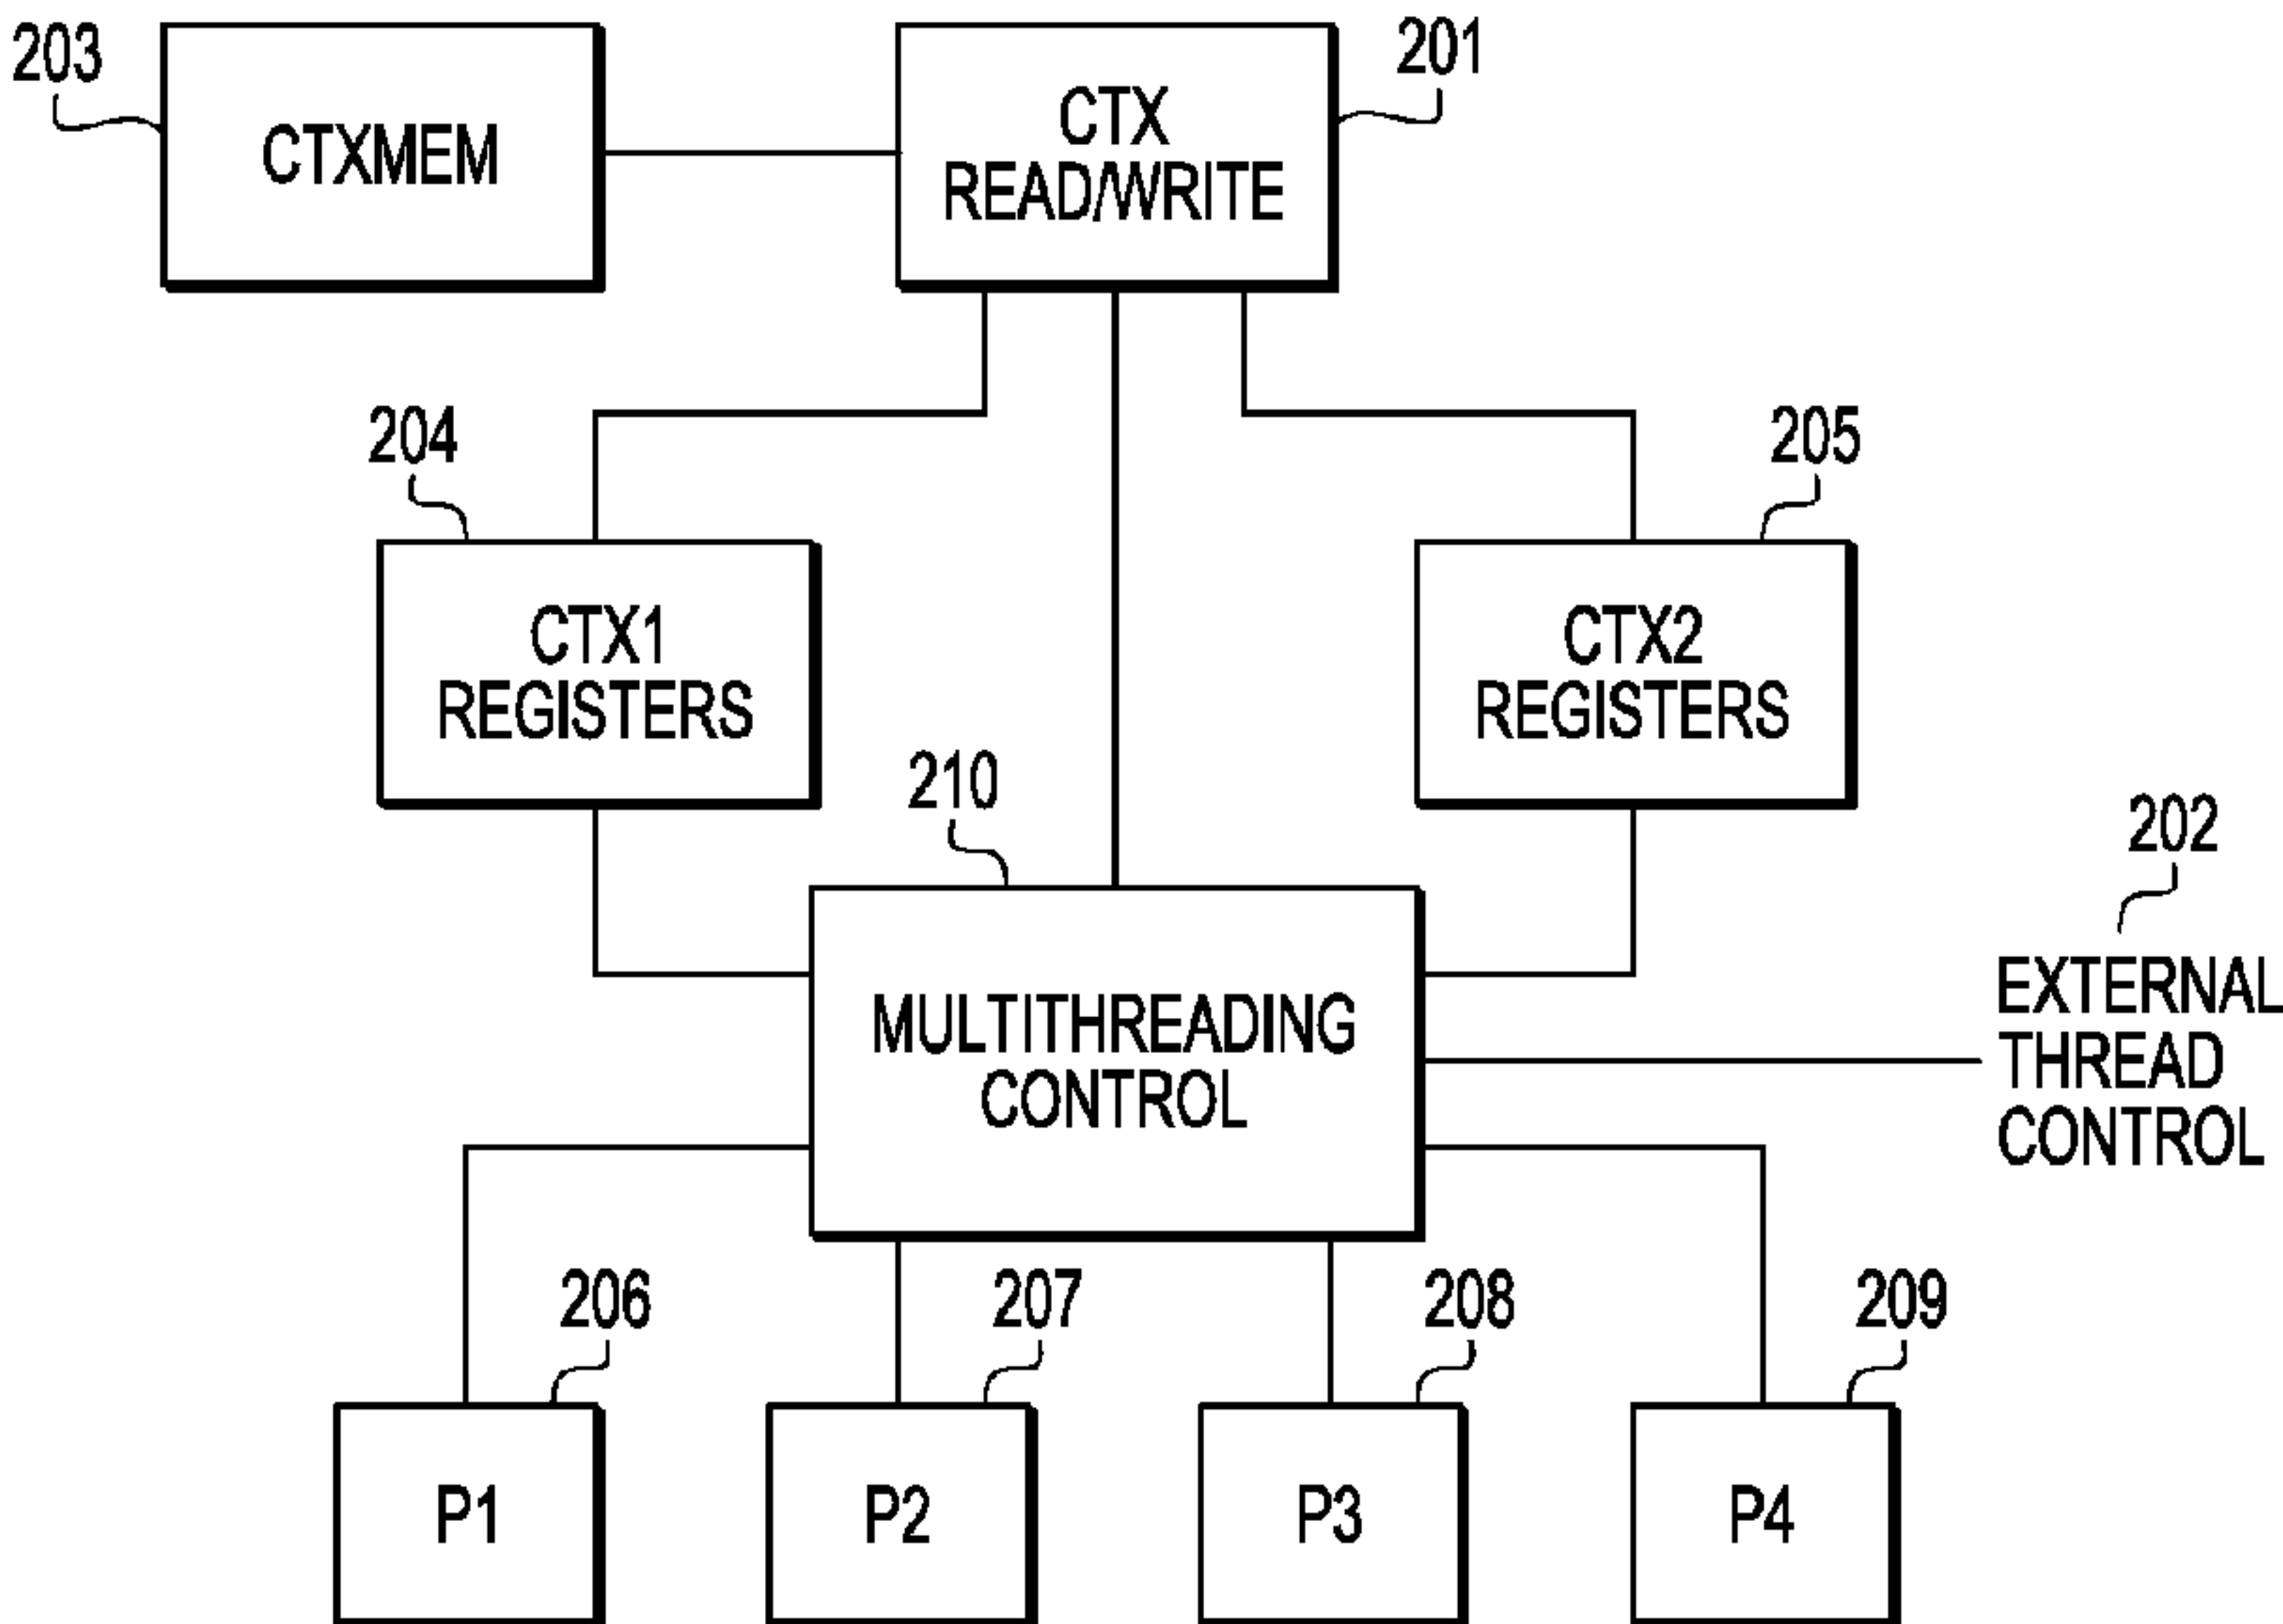 203
CTXMEM
CTX
READ/WRITE
201
204
CTX1
REGISTERS
205
CTX2
REGISTERS
210
MULTITHREADING
CONTROL
202
EXTERNAL
THREAD
CONTROL
206
P1
207
P2
208
P3
209
P4